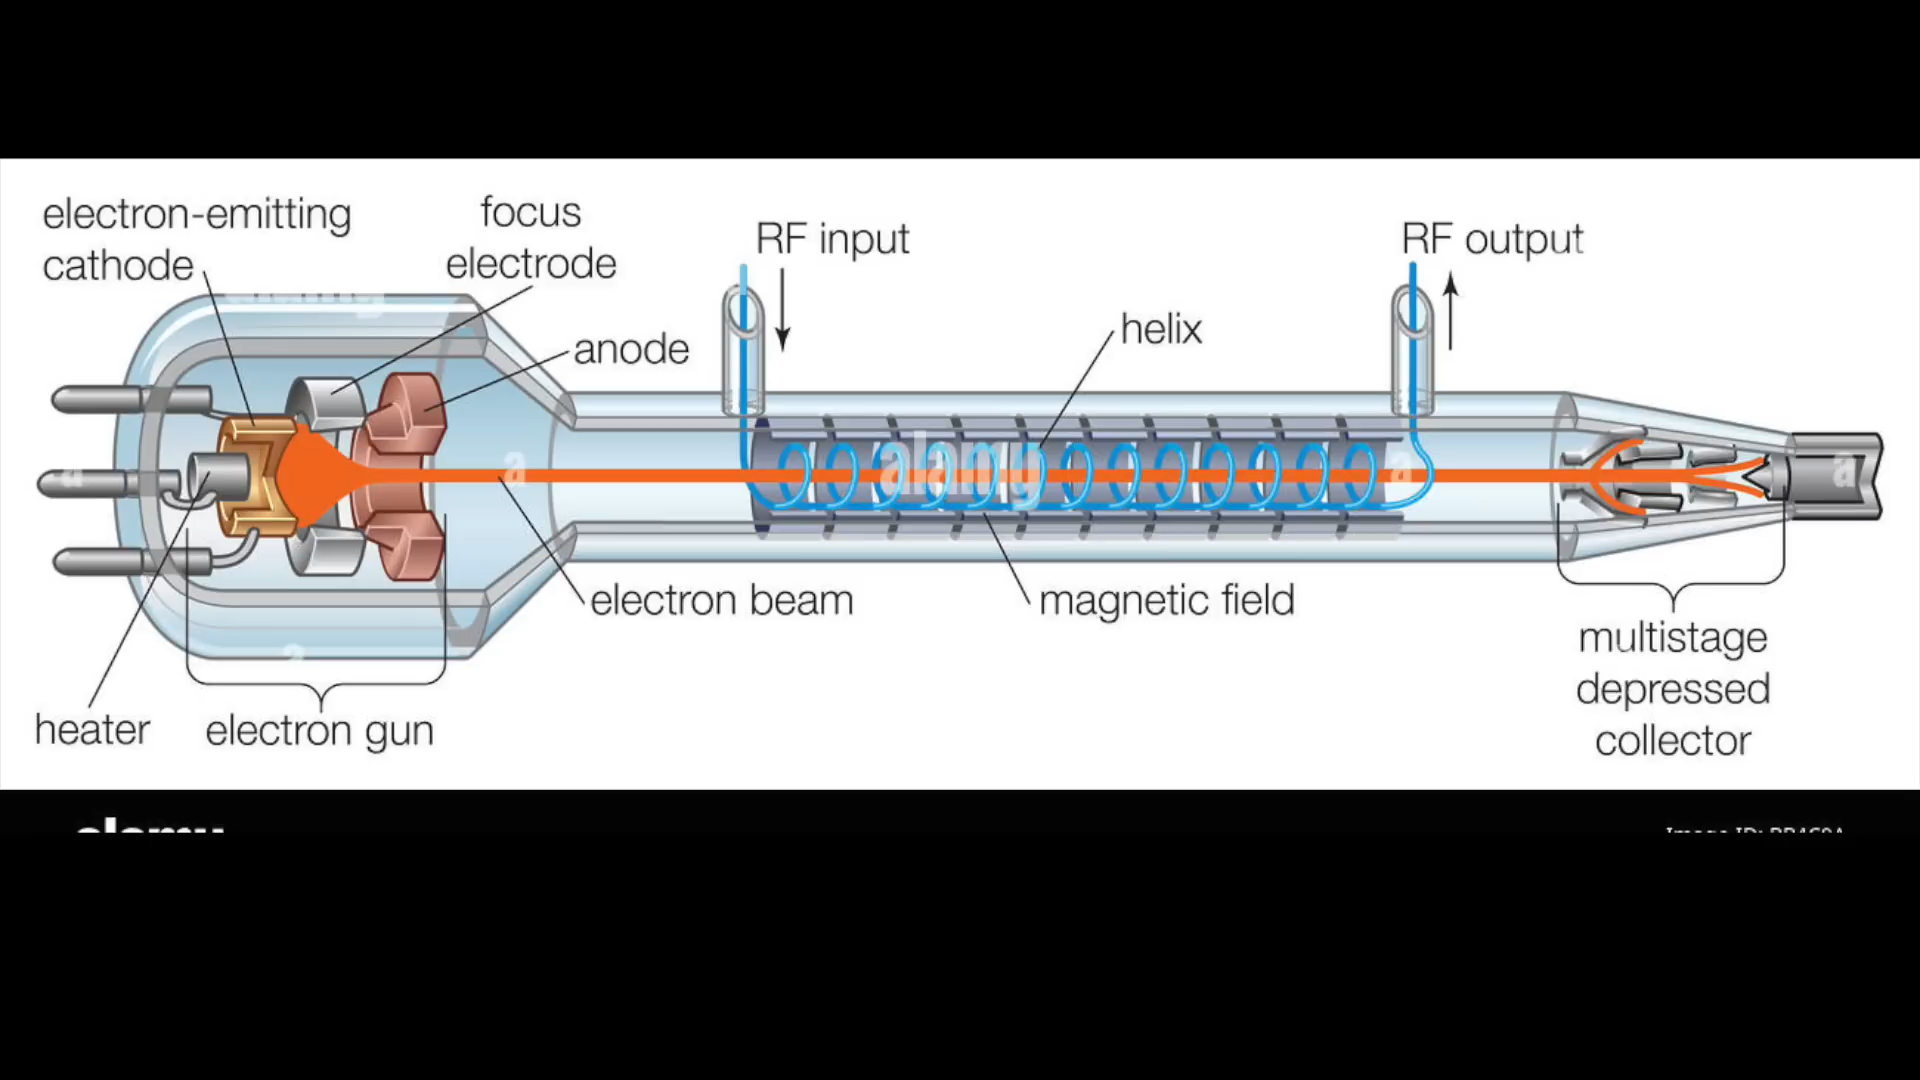 electron-emitting
cathode
focus
electrode
anode
RF input
helix
RF output
electron beam
magnetic field
heater
electron gun
multistage
depressed
collector
alamy
a
a
a
a